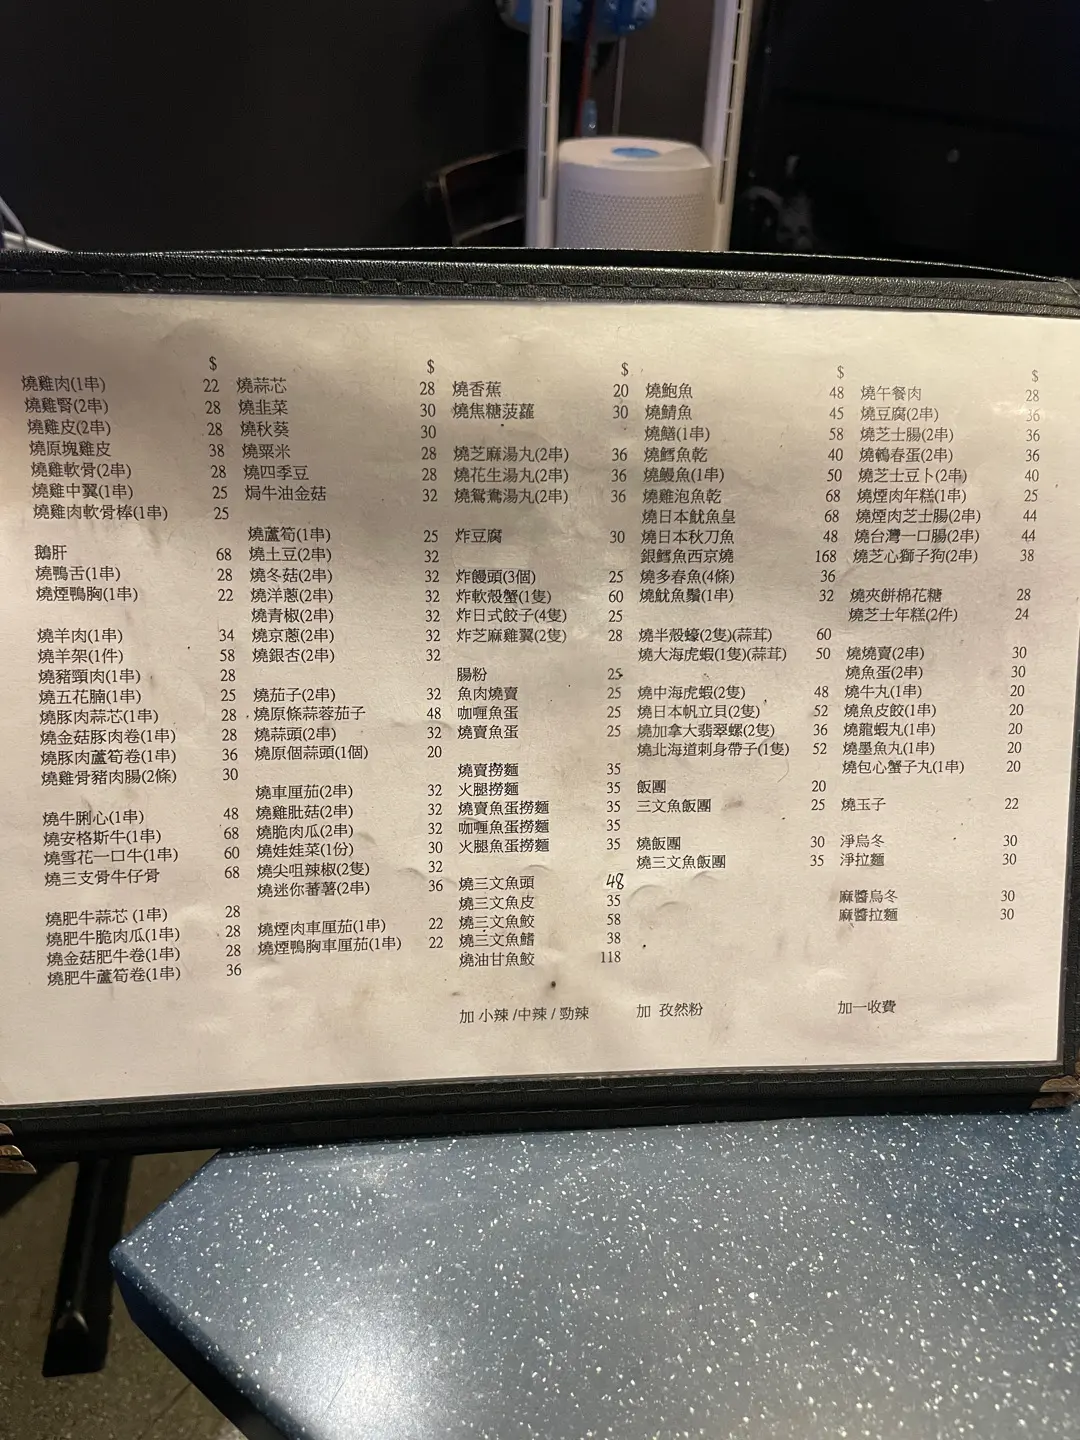 $
燒雞肉(1串) 22
燒雞腎(2串) 28
燒雞皮(2串) 28
燒原塊雞皮 38
燒雞軟骨(2串) 28
燒雞中翼(1串) 25
燒雞肉軟骨棒(1串) 25
鵝肝 68
燒鴨舌(1串) 28
燒煙鴨胸(1串) 22
燒羊肉(1串) 34
燒羊架(1件) 58
燒豬頸肉(1串) 28
燒五花腩(1串) 25
燒豚肉蒜芯(1串) 28
燒金菇豚肉卷(1串) 28
燒豚肉蘆筍卷(1串) 36
燒雞骨豬肉腸(2條) 30
燒牛脷心(1串) 48
燒安格斯牛(1串) 68
燒雪花一口牛(1串) 60
燒三支骨牛仔骨 68
燒肥牛蒜芯 (1串) 28
燒肥牛脆肉瓜(1串) 28
燒金菇肥牛卷(1串) 28
燒肥牛蘆筍卷(1串) 36
$
燒蒜芯 28
燒韭菜 30
燒秋葵 30
燒粟米 28
燒四季豆 28
焗牛油金菇 32
燒蘆筍(1串) 25
燒土豆(2串) 32
燒冬菇(2串) 32
燒洋蔥(2串) 32
燒青椒(2串) 32
燒京蔥(2串) 32
燒銀杏(2串) 32
燒茄子(2串) 32
燒原條蒜蓉茄子 48
燒蒜頭(2串) 32
燒原個蒜頭(1個) 20
燒車厘茄(2串) 32
燒雞肶菇(2串) 32
燒脆肉瓜(2串) 32
燒娃娃菜(1份) 30
燒尖咀辣椒(2隻) 32
燒迷你蕃薯(2串) 36
燒煙肉車厘茄(1串) 22
燒煙鴨胸車厘茄(1串) 22
$
燒香蕉 20
燒焦糖菠蘿 30
燒芝麻湯丸(2串) 36
燒花生湯丸(2串) 36
燒鴛鴦湯丸(2串) 36
炸豆腐 30
炸饅頭(3個) 25
炸軟殼蟹(1隻) 60
炸日式餃子(4隻) 25
炸芝麻雞翼(2隻) 28
腸粉 25
魚肉燒賣 25
咖喱魚蛋 25
燒賣魚蛋 25
燒賣撈麵 35
火腿撈麵 35
燒賣魚蛋撈麵 35
咖喱魚蛋撈麵 35
火腿魚蛋撈麵 35
燒三文魚頭 48
燒三文魚皮 35
燒三文魚鮫 58
燒三文魚鰭 38
燒油甘魚鮫 118
加 小辣 /中辣 / 勁辣
$
燒鮑魚 48
燒鯖魚 45
燒鱔(1串) 58
燒鱈魚乾 40
燒鰻魚(1串) 50
燒雞泡魚乾 68
燒日本魷魚皇 68
燒日本秋刀魚 48
銀鱈魚西京燒 168
燒多春魚(4條) 36
燒魷魚鬚(1串) 32
燒半殼蠔(2隻)(蒜茸) 60
燒大海虎蝦(1隻)(蒜茸) 50
燒中海虎蝦(2隻) 48
燒日本帆立貝(2隻) 52
燒加拿大翡翠螺(2隻) 36
燒北海道刺身帶子(1隻) 52
飯團 20
三文魚飯團 25
燒飯團 30
燒三文魚飯團 35
加 孜然粉
$
燒午餐肉 28
燒豆腐(2串) 36
燒芝士腸(2串) 36
燒鵪春蛋(2串) 36
燒芝士豆卜(2串) 40
燒煙肉年糕(1串) 25
燒煙肉芝士腸(2串) 44
燒台灣一口腸(2串) 44
燒芝心獅子狗(2串) 38
燒夾餅棉花糖 28
燒芝士年糕(2件) 24
燒燒賣(2串) 30
燒魚蛋(2串) 30
燒牛丸(1串) 20
燒魚皮餃(1串) 20
燒龍蝦丸(1串) 20
燒墨魚丸(1串) 20
燒包心蟹子丸(1串) 20
燒玉子 22
淨烏冬 30
淨拉麵 30
麻醬烏冬 30
麻醬拉麵 30
加一收費